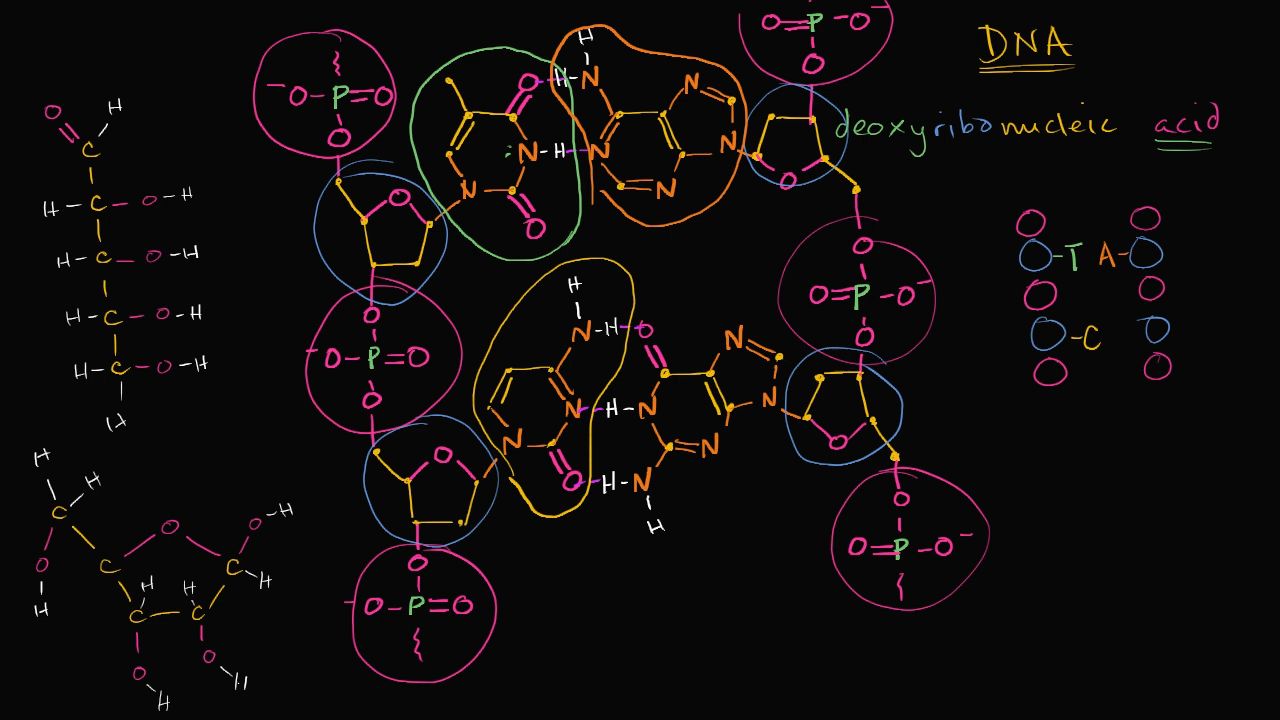 DNA
deoxyribonucleic acid
O H
C
H-C-O-H
H-C-O-H
H-C-O-H
H-C-O-H
H
H H
C O O-H
C C H
O H H
H C C
O O
H H
-O-P=O
O
O
N
O
-O-P=O
O
O
O
-O-P=O
O H-N
H
:N-H N
N
O
N
N
N
H
N-H O
N H-N
N
O H-N
H
N
N
N
O=P-O-
O
O
O
O=P-O-
O
O
O
O=P-O-
T A
C